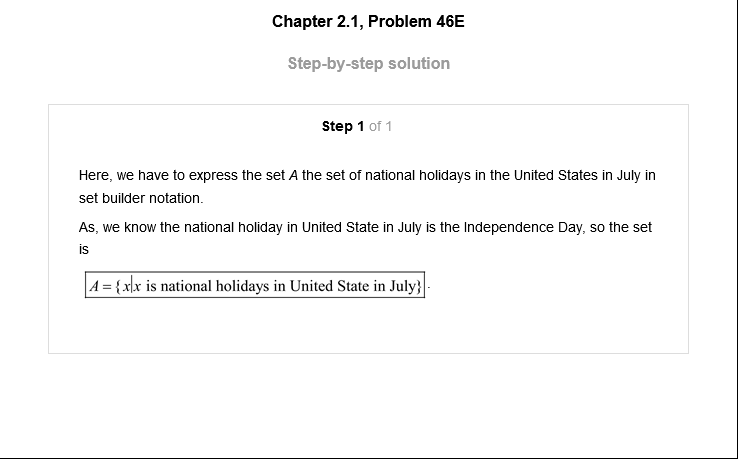 Chapter 2.1, Problem 46E
Step-by-step solution
Step 1 of 1
Here, we have to express the set A the set of national holidays in the United States in July in
set builder notation.
As, we know the national holiday in United State in July is the Independence Day, so the set
is
A = {x|x is national holidays in United State in July}.